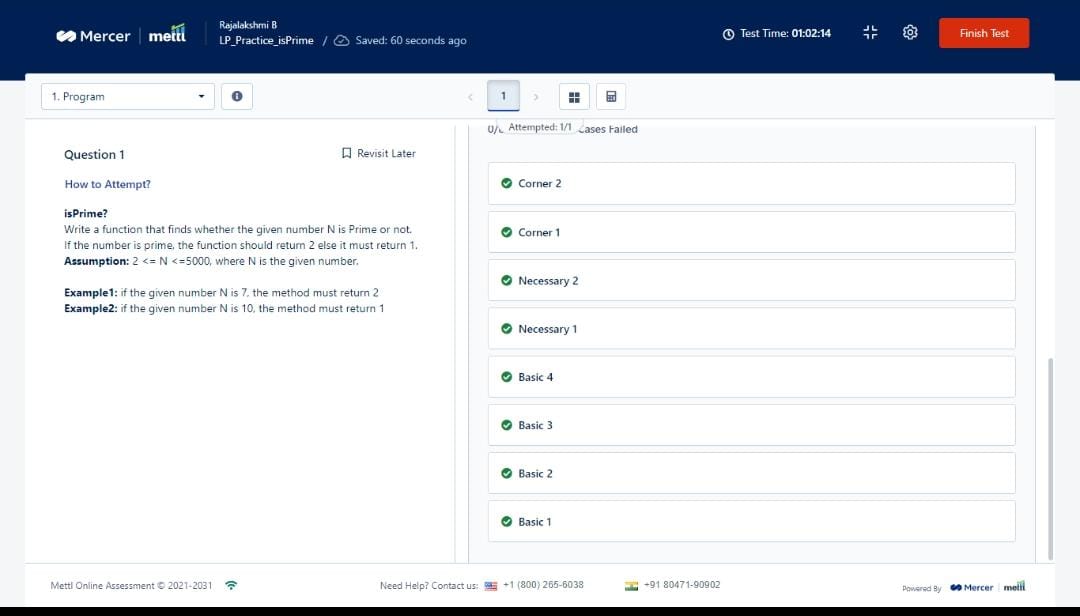 Mercer mettl
Rajalakshmi B
LP_Practice_isPrime / Saved: 60 seconds ago
Test Time: 01:02:14
Finish Test
1. Program
1
Attempted: 1/1
Question 1
Revisit Later
How to Attempt?
isPrime?
Write a function that finds whether the given number N is Prime or not.
If the number is prime, the function should return 2 else it must return 1.
Assumption: 2 <= N <=5000, where N is the given number.
Example1: if the given number N is 7, the method must return 2
Example2: if the given number N is 10, the method must return 1
Cases Failed
Corner 2
Corner 1
Necessary 2
Necessary 1
Basic 4
Basic 3
Basic 2
Basic 1
Mettl Online Assessment © 2021-2031
Need Help? Contact us: +1 (800) 265-6038 +91 80471-90902
Powered By Mercer mettl